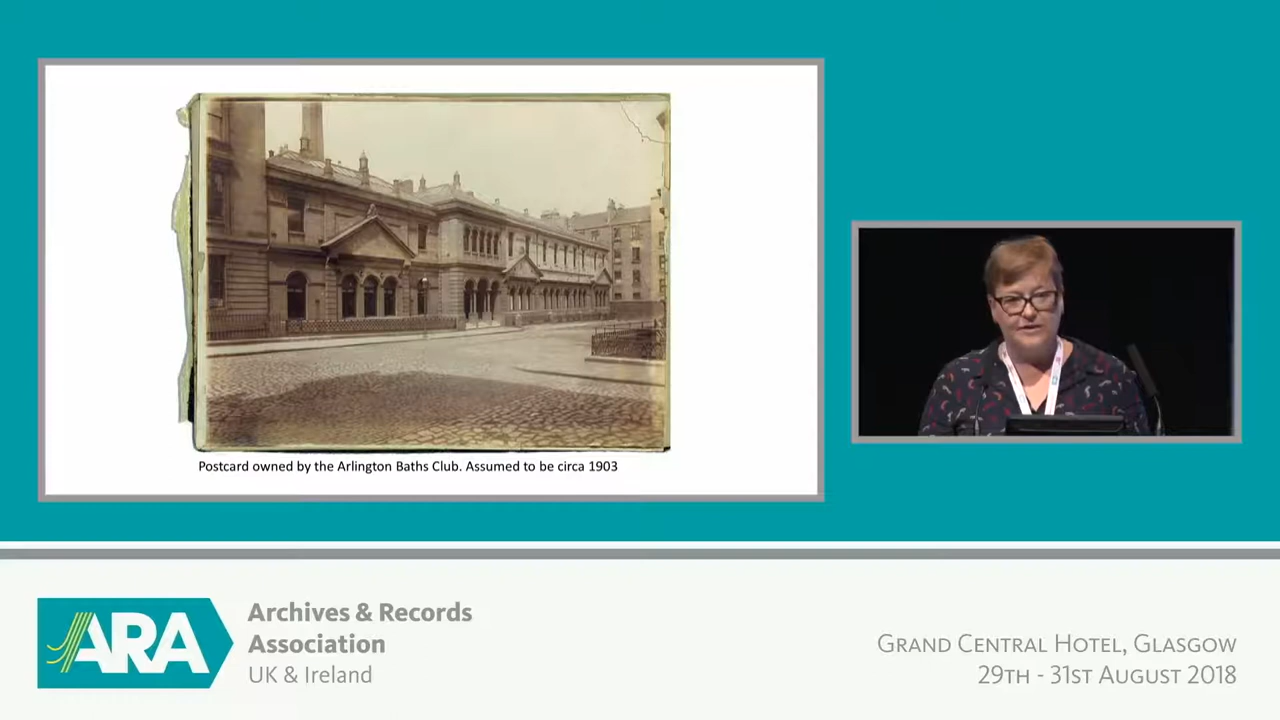 Postcard owned by the Arlington Baths Club. Assumed to be circa 1903
ARA
Archives & Records
Association
UK & Ireland
GRAND CENTRAL HOTEL, GLASGOW
29TH - 31ST AUGUST 2018